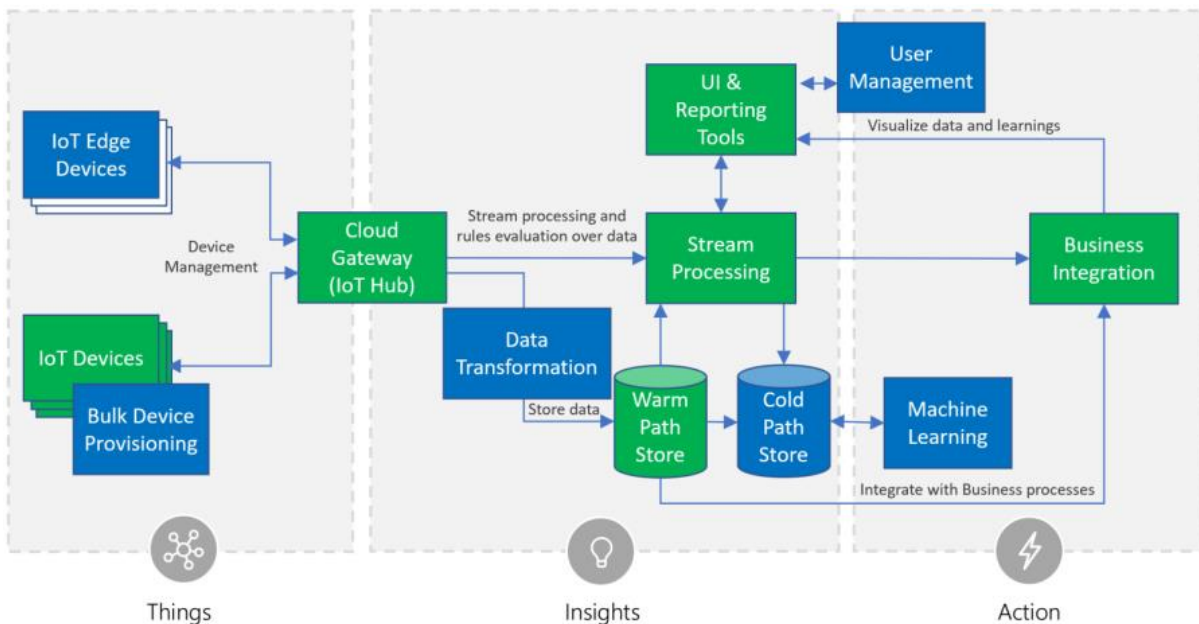 IoT Edge
Devices
Device
Management
IoT Devices
Bulk Device
Provisioning
Cloud
Gateway
(IoT Hub)
Stream processing and
rules evaluation over data
Data
Transformation
Store data
UI &
Reporting
Tools
User
Management
Visualize data and learnings
Stream
Processing
Business
Integration
Warm
Path
Store
Cold
Path
Store
Machine
Learning
Integrate with Business processes
Things
Insights
Action